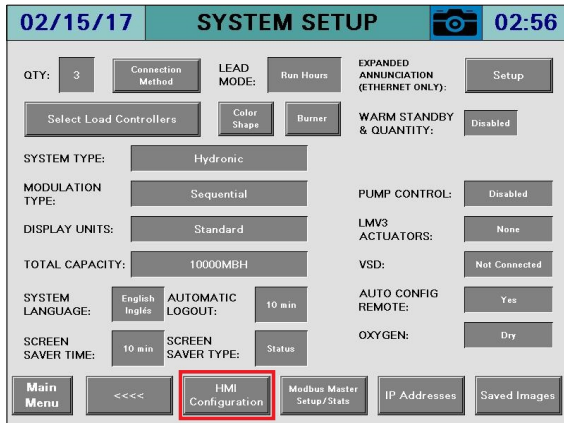 02/15/17 SYSTEM SETUP 02:56
QTY: 3 Connection Method LEAD MODE: Run Hours EXPANDED ANNUNCIATION (ETHERNET ONLY): Setup
Select Load Controllers Color Shape Burner WARM STANDBY & QUANTITY: Disabled
SYSTEM TYPE: Hydronic
MODULATION TYPE: Sequential PUMP CONTROL: Disabled
DISPLAY UNITS: Standard LMV3 ACTUATORS: None
TOTAL CAPACITY: 10000MBH VSD: Not Connected
SYSTEM LANGUAGE: English Inglés AUTOMATIC LOGOUT: 10 min AUTO CONFIG REMOTE: Yes
SCREEN SAVER TIME: 10 min SCREEN SAVER TYPE: Status OXYGEN: Dry
Main Menu <<<< HMI Configuration Modbus Master Setup/Stats IP Addresses Saved Images